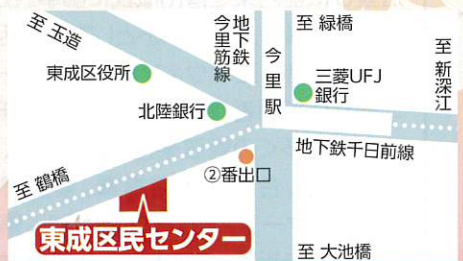 至 玉造
地下鉄
今里筋線
至 緑橋
今里駅
至 新深江
東成区役所
三菱UFJ
銀行
北陸銀行
地下鉄千日前線
至 鶴橋
②番出口
東成区民センター
至 大池橋